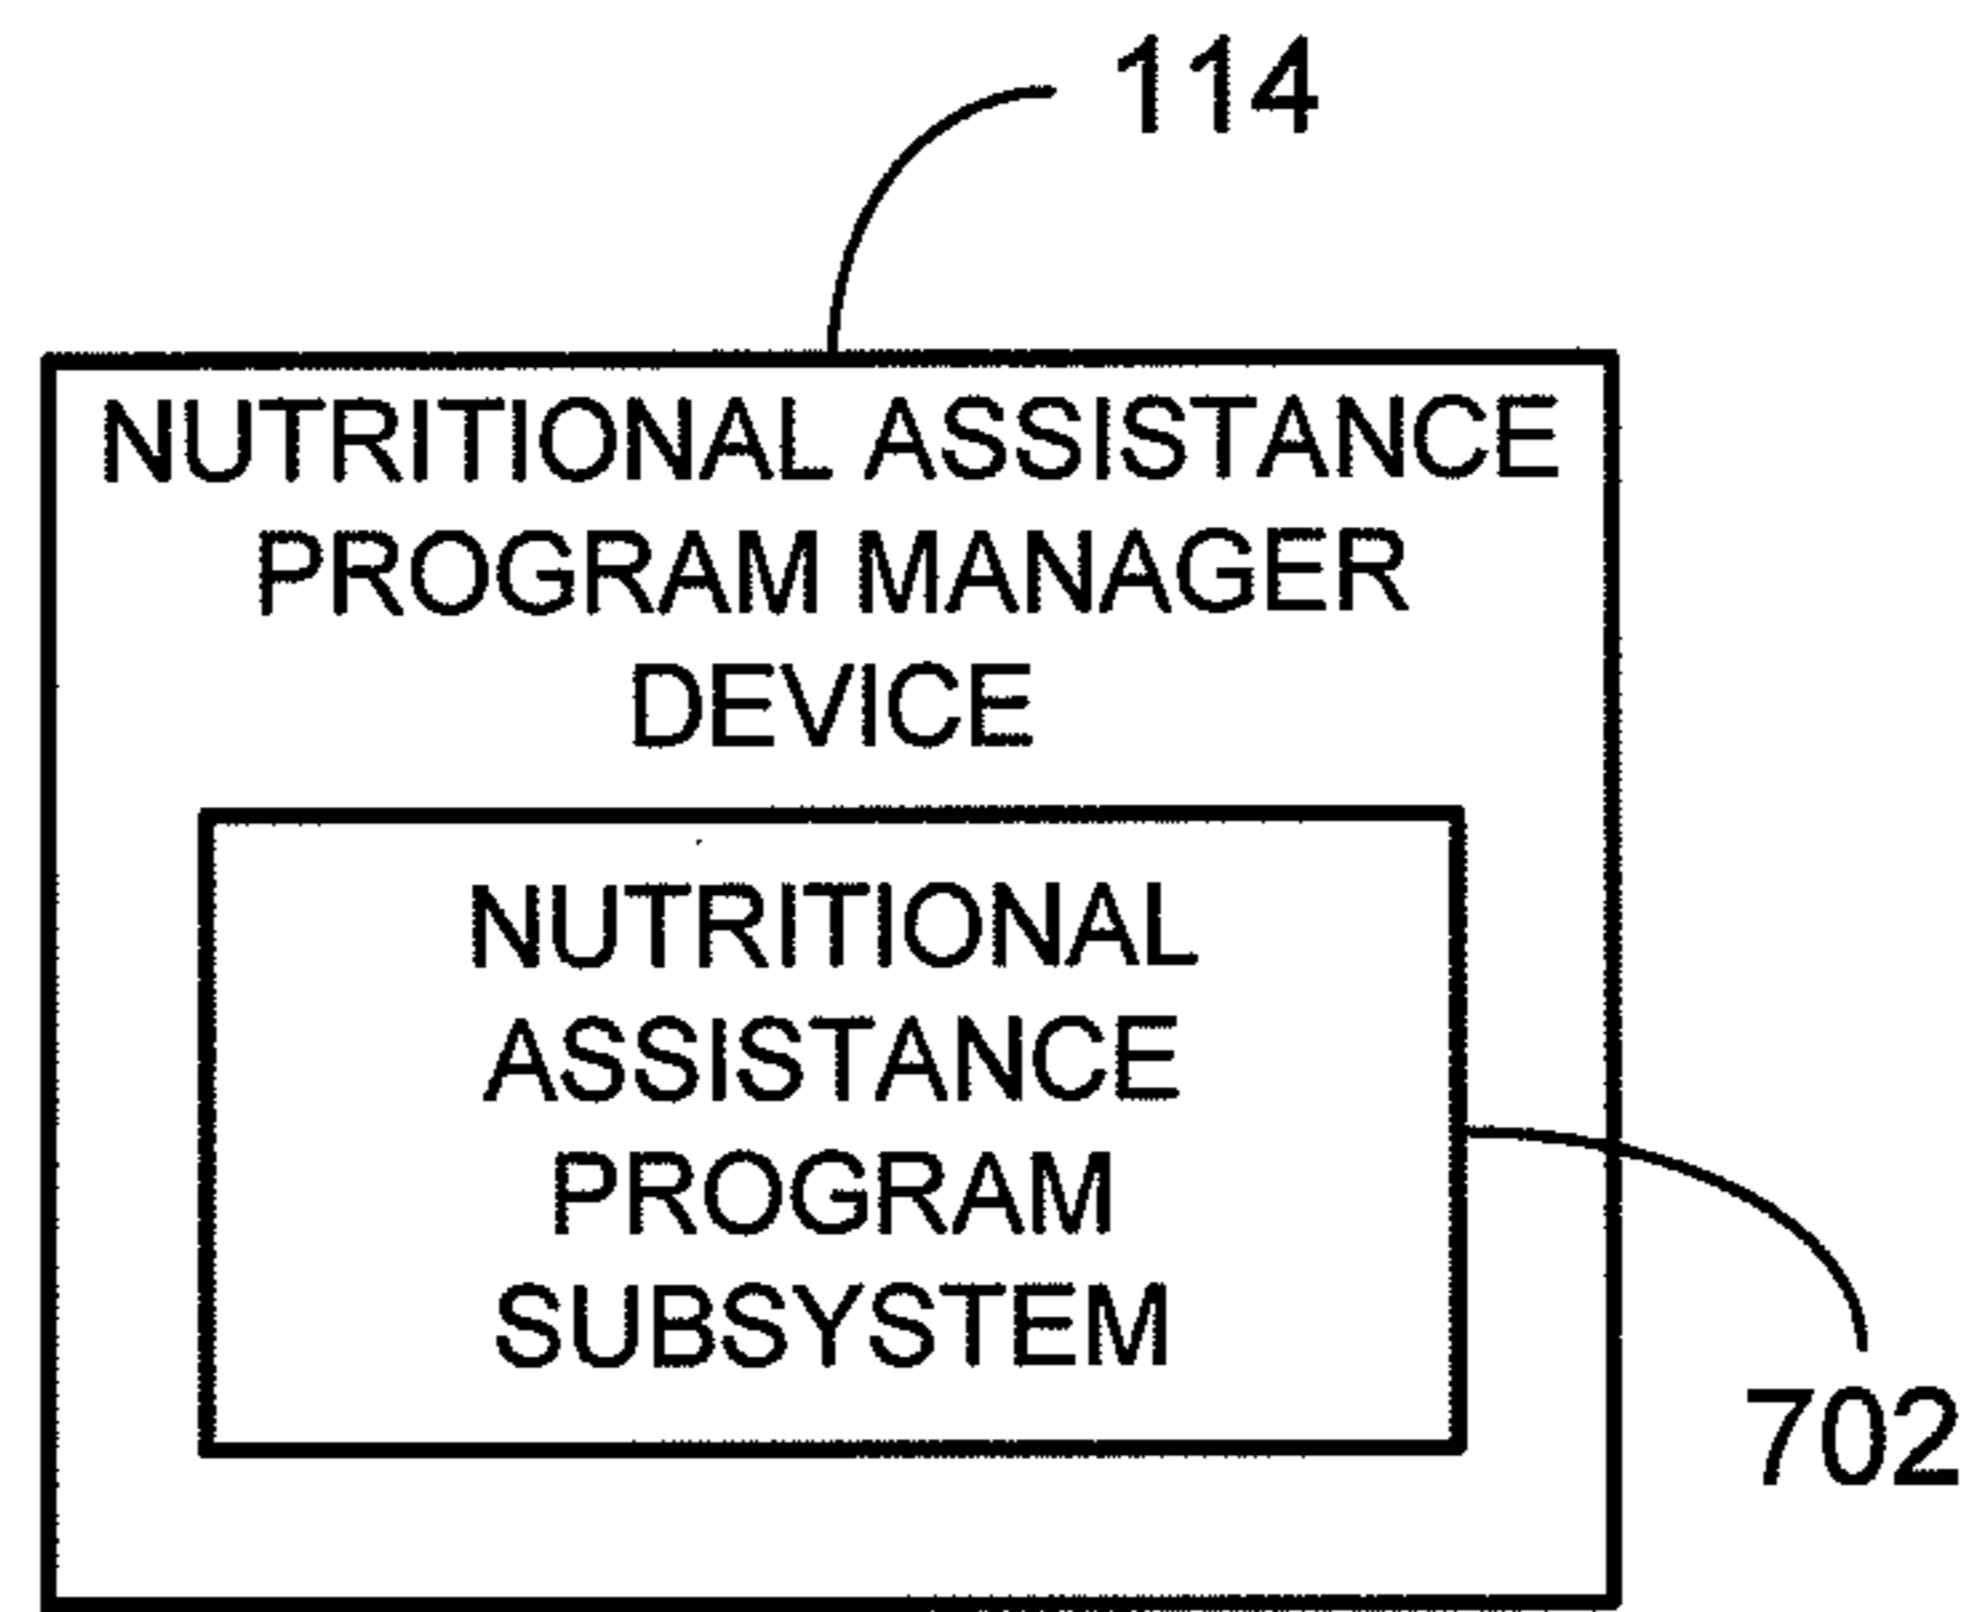 114
NUTRITIONAL ASSISTANCE
PROGRAM MANAGER
DEVICE
NUTRITIONAL
ASSISTANCE
PROGRAM
SUBSYSTEM
702